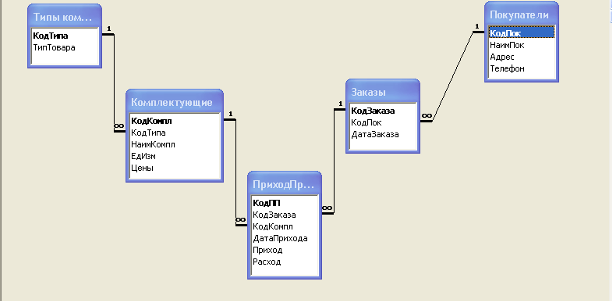 Типы ком...
КодТипа
ТипТовара
1
∞
Комплектующие
КодКомпл
КодТипа
НаимКомпл
ЕдИзм
Цены
1
∞
ПриходПр...
КодПП
КодЗаказа
КодКомпл
ДатаПрихода
Приход
Расход
∞
1
Заказы
КодЗаказа
КодПок
ДатаЗаказа
∞
1
Покупатели
КодПок
НаимПок
Адрес
Телефон